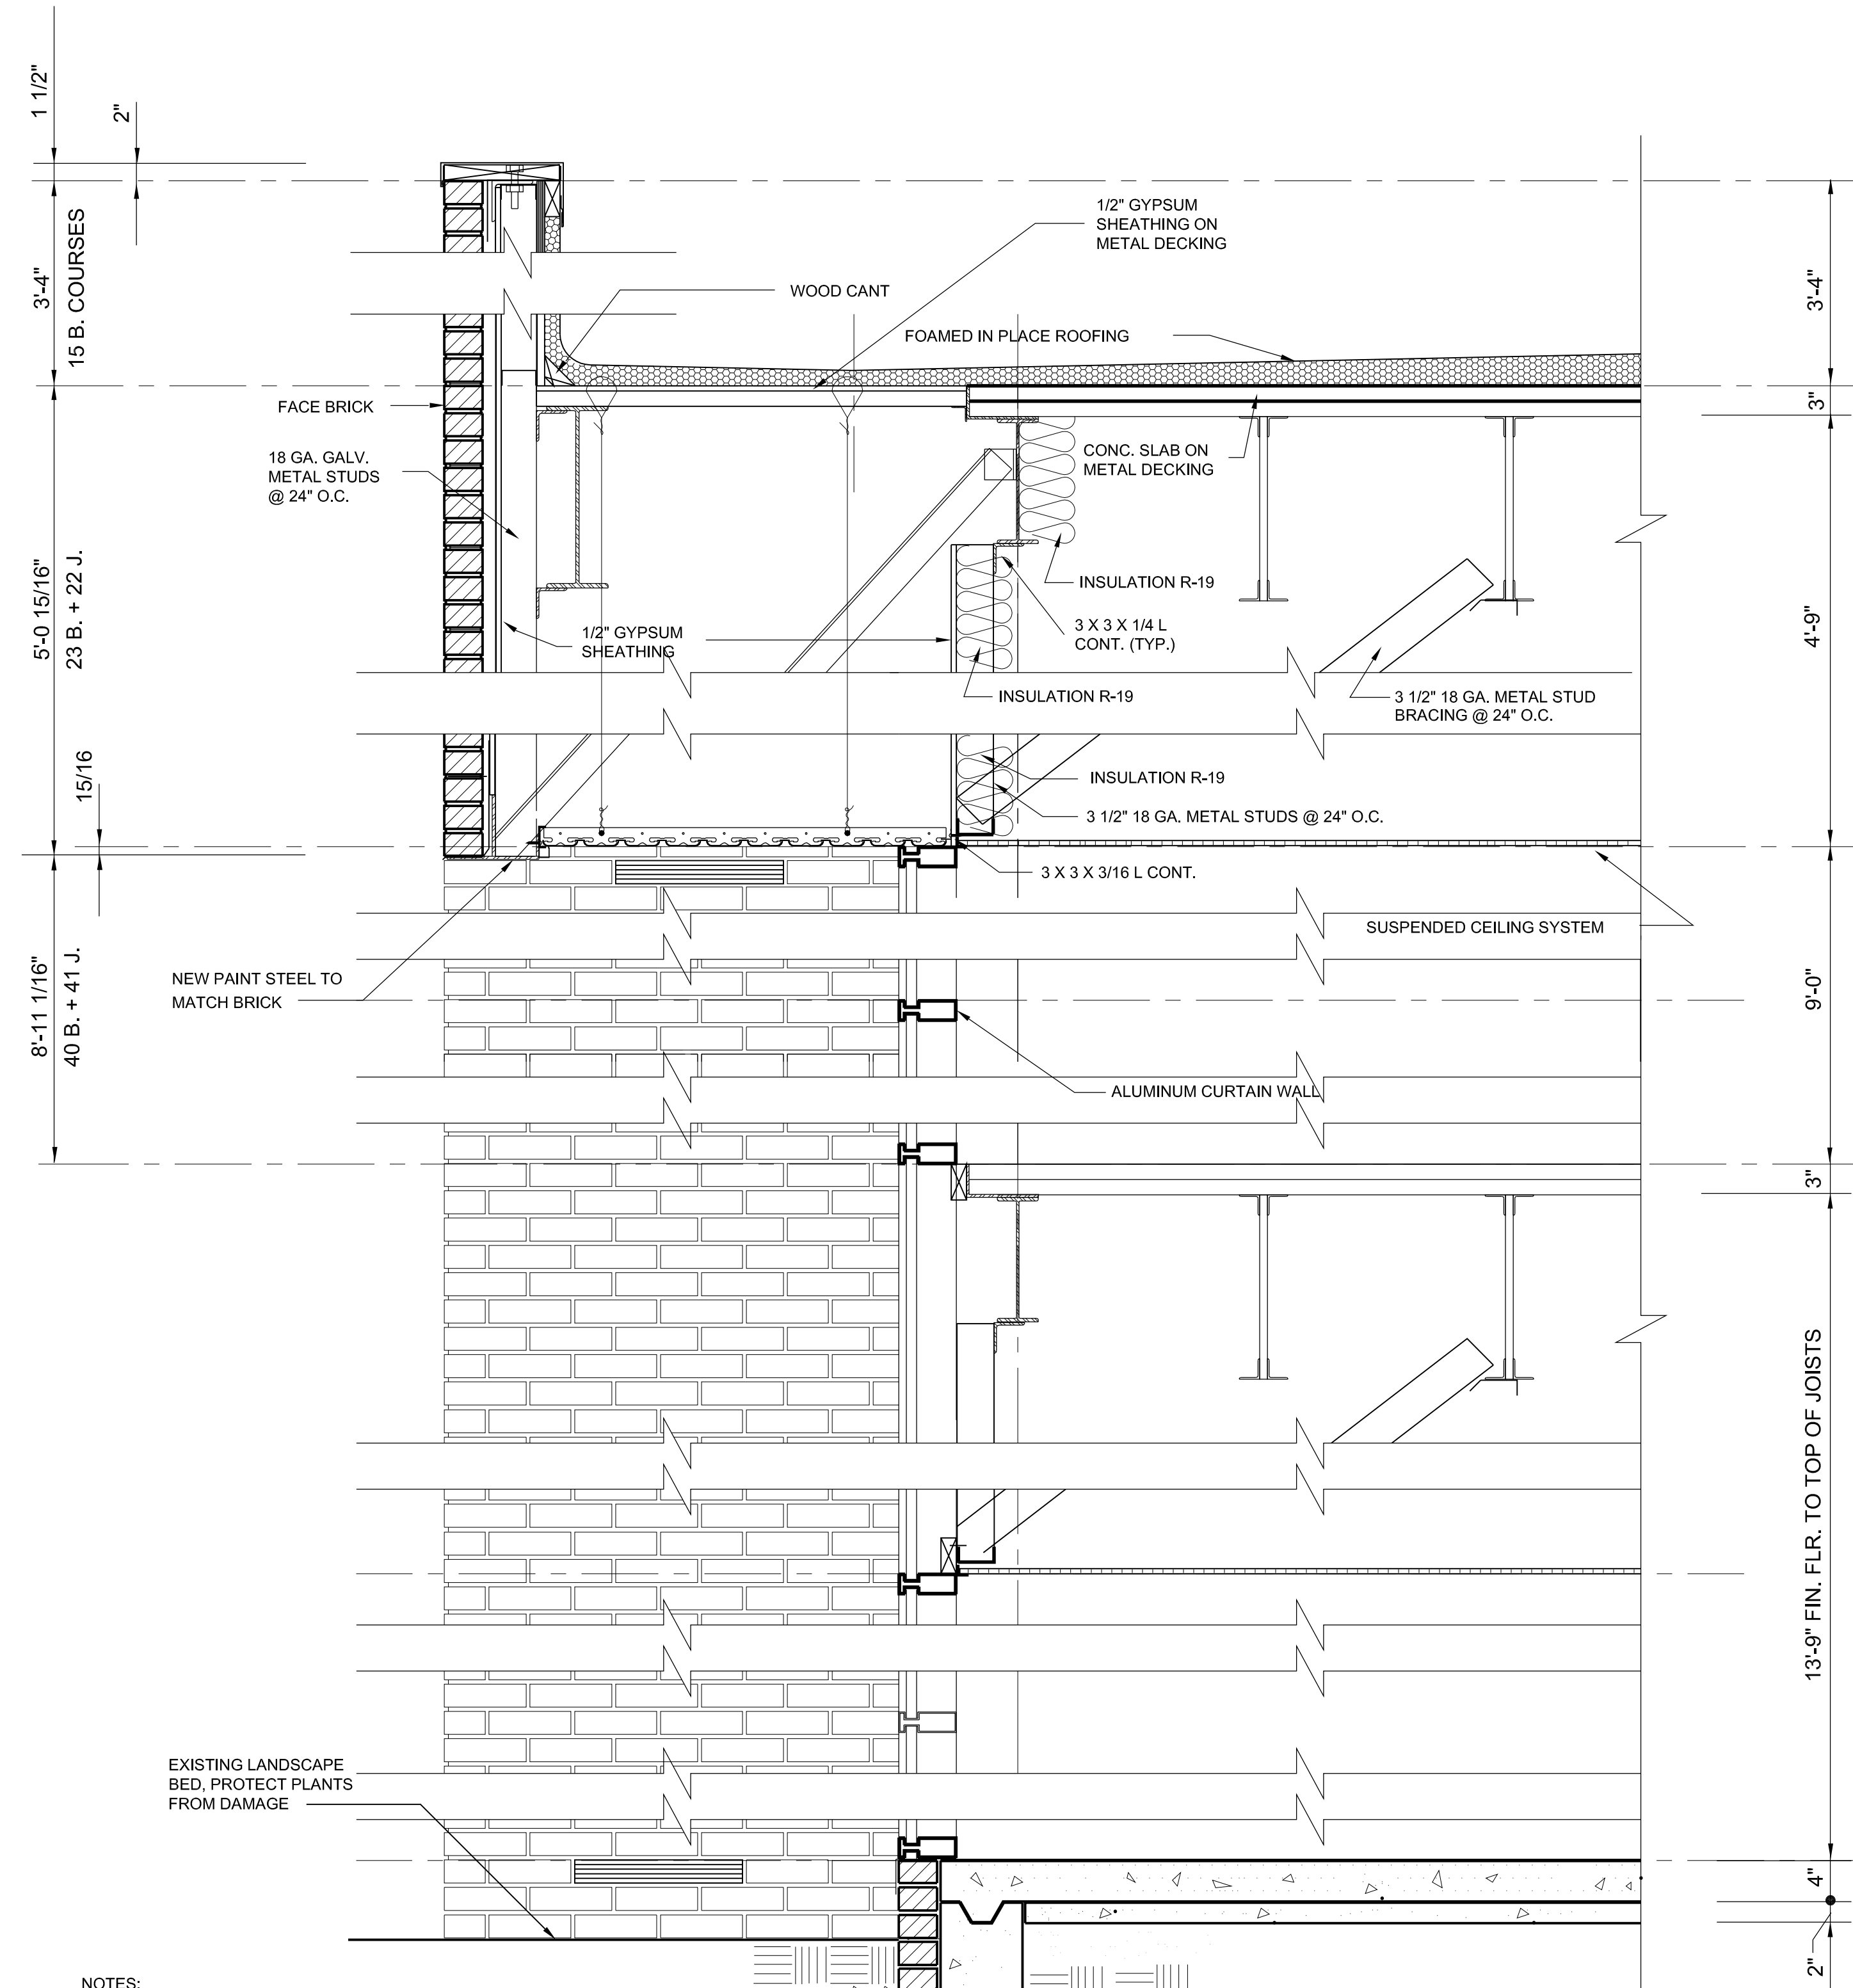 1 1/2"
2"
3'-4"
15 B. COURSES
5'-0 15/16"
23 B. + 22 J.
15/16
8'-11 1/16"
40 B. + 41 J.
1/2" GYPSUM
SHEATHING ON
METAL DECKING
WOOD CANT
FOAMED IN PLACE ROOFING
FACE BRICK
18 GA. GALV.
METAL STUDS
@ 24" O.C.
CONC. SLAB ON
METAL DECKING
INSULATION R-19
1/2" GYPSUM
SHEATHING
3 X 3 X 1/4 L
CONT. (TYP.)
INSULATION R-19
3 1/2" 18 GA. METAL STUD
BRACING @ 24" O.C.
INSULATION R-19
3 1/2" 18 GA. METAL STUDS @ 24" O.C.
3 X 3 X 3/16 L CONT.
SUSPENDED CEILING SYSTEM
NEW PAINT STEEL TO
MATCH BRICK
ALUMINUM CURTAIN WALL
EXISTING LANDSCAPE
BED, PROTECT PLANTS
FROM DAMAGE
3'-4"
3"
4'-9"
9'-0"
3"
13'-9" FIN. FLR. TO TOP OF JOISTS
4"
2"
NOTES: